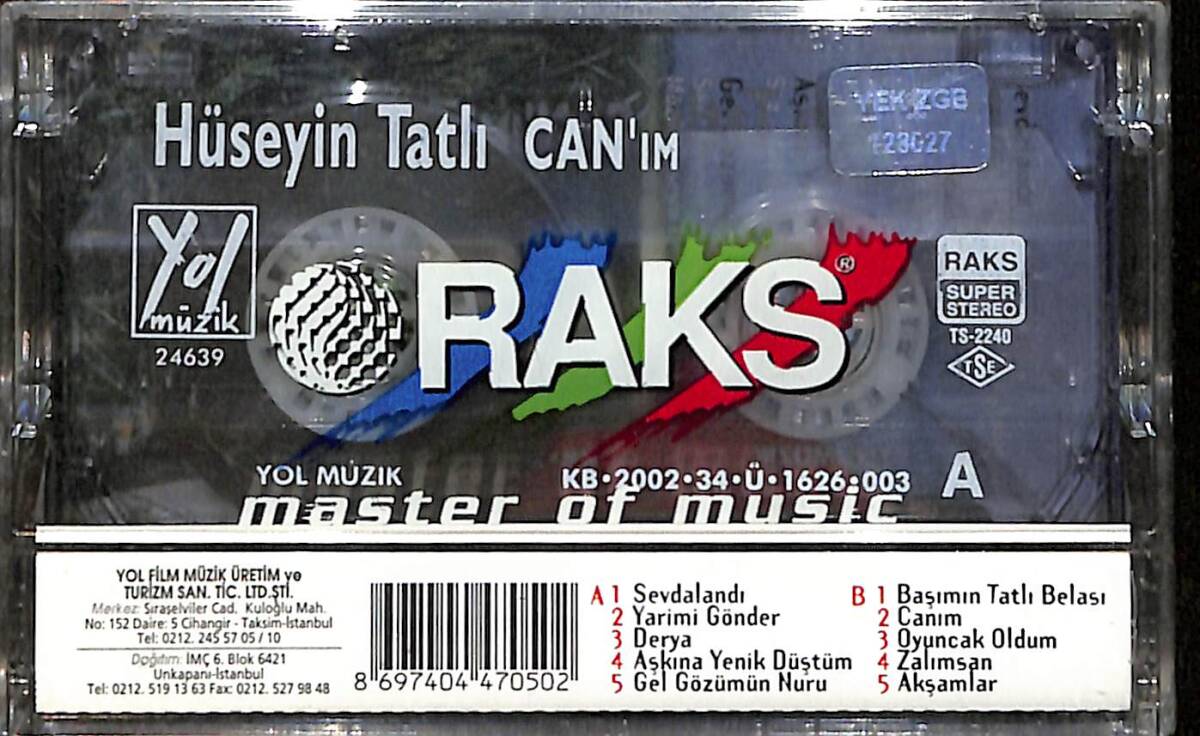 Hüseyin Tatlı CAN'IM
YEK ZGB
Yol
müzik
24639
RAKS®
RAKS
SUPER
STEREO
TS-2240
TSE
YOL MÜZIK KB•2002•34•Ü•1626•003 A
master of music
YOL FİLM MÜZİK ÜRETİM ve
TURİZM SAN. TİC. LTD.ŞTİ.
Merkez: Sıraselviler Cad. Kuloğlu Mah.
No: 152 Daire: 5 Cihangir - Taksim-İstanbul
Tel: 0212. 245 57 05 / 10
Dağıtım: İMÇ 6. Blok 6421
Unkapanı-İstanbul
Tel: 0212. 519 13 63 Fax: 0212. 527 98 48
8 697404 470502
A 1 Sevdalandı
2 Yarimi Gönder
3 Derya
4 Aşkına Yenik Düştüm
5 Gel Gözümün Nuru
B 1 Başımın Tatlı Belası
2 Canım
3 Oyuncak Oldum
4 Zalımsan
5 Akşamlar